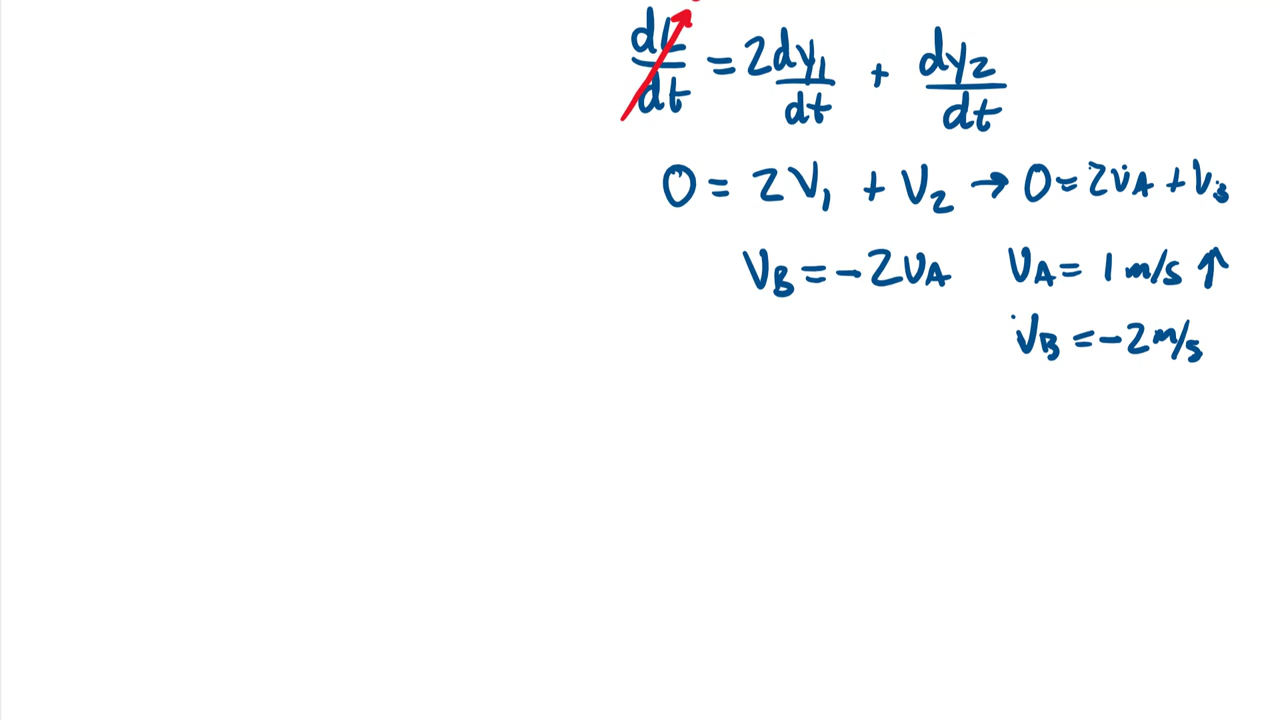 dL/dt = 2dy₁/dt + dy₂/dt
0 = 2V₁ + V₂ → 0 = 2VA + VB
VB = -2VA VA = 1 m/s ↑
VB = -2 m/s